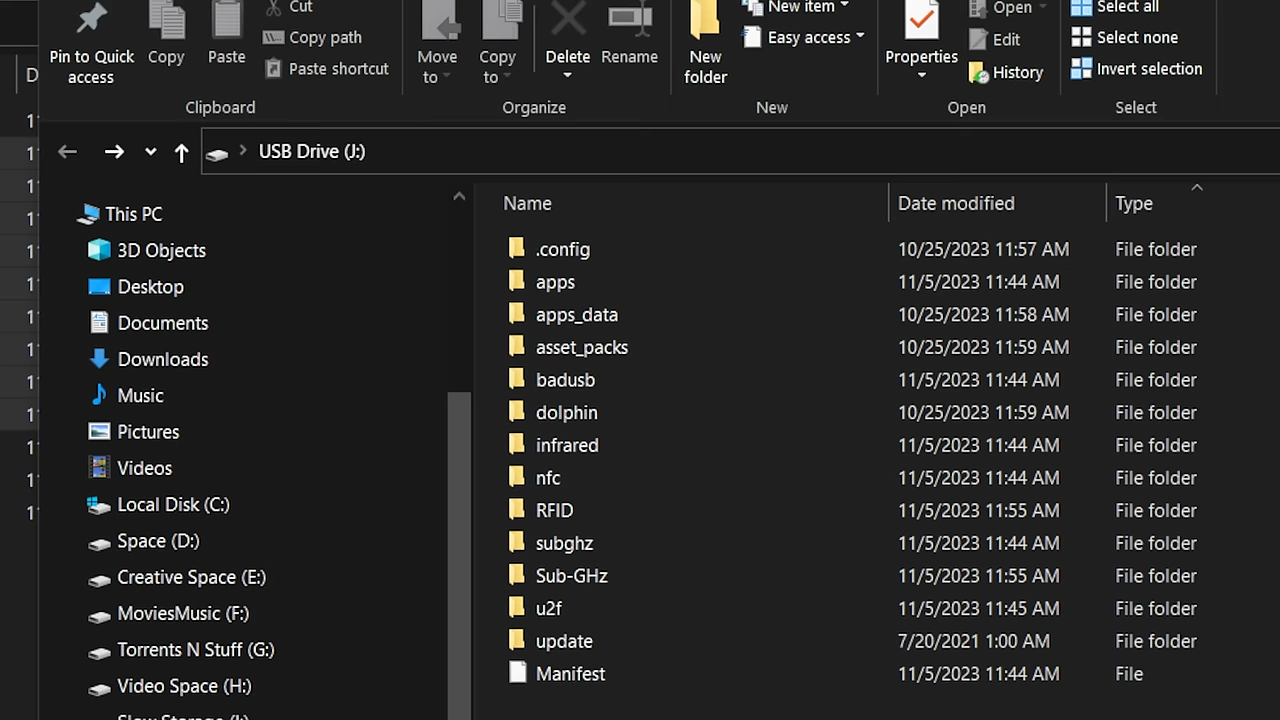 Cut
New item
Open
Select all
Copy path
Easy access
Edit
Select none
Pin to Quick access
Copy
Paste
Paste shortcut
Move to
Copy to
Delete
Rename
New folder
Properties
History
Invert selection
Clipboard
Organize
New
Open
Select
USB Drive (J:)
This PC
3D Objects
Desktop
Documents
Downloads
Music
Pictures
Videos
Local Disk (C:)
Space (D:)
Creative Space (E:)
MoviesMusic (F:)
Torrents N Stuff (G:)
Video Space (H:)
Name Date modified Type
.config 10/25/2023 11:57 AM File folder
apps 11/5/2023 11:44 AM File folder
apps_data 10/25/2023 11:58 AM File folder
asset_packs 10/25/2023 11:59 AM File folder
badusb 11/5/2023 11:44 AM File folder
dolphin 10/25/2023 11:59 AM File folder
infrared 11/5/2023 11:44 AM File folder
nfc 11/5/2023 11:44 AM File folder
RFID 11/5/2023 11:55 AM File folder
subghz 11/5/2023 11:44 AM File folder
Sub-GHz 11/5/2023 11:55 AM File folder
u2f 11/5/2023 11:45 AM File folder
update 7/20/2021 1:00 AM File folder
Manifest 11/5/2023 11:44 AM File